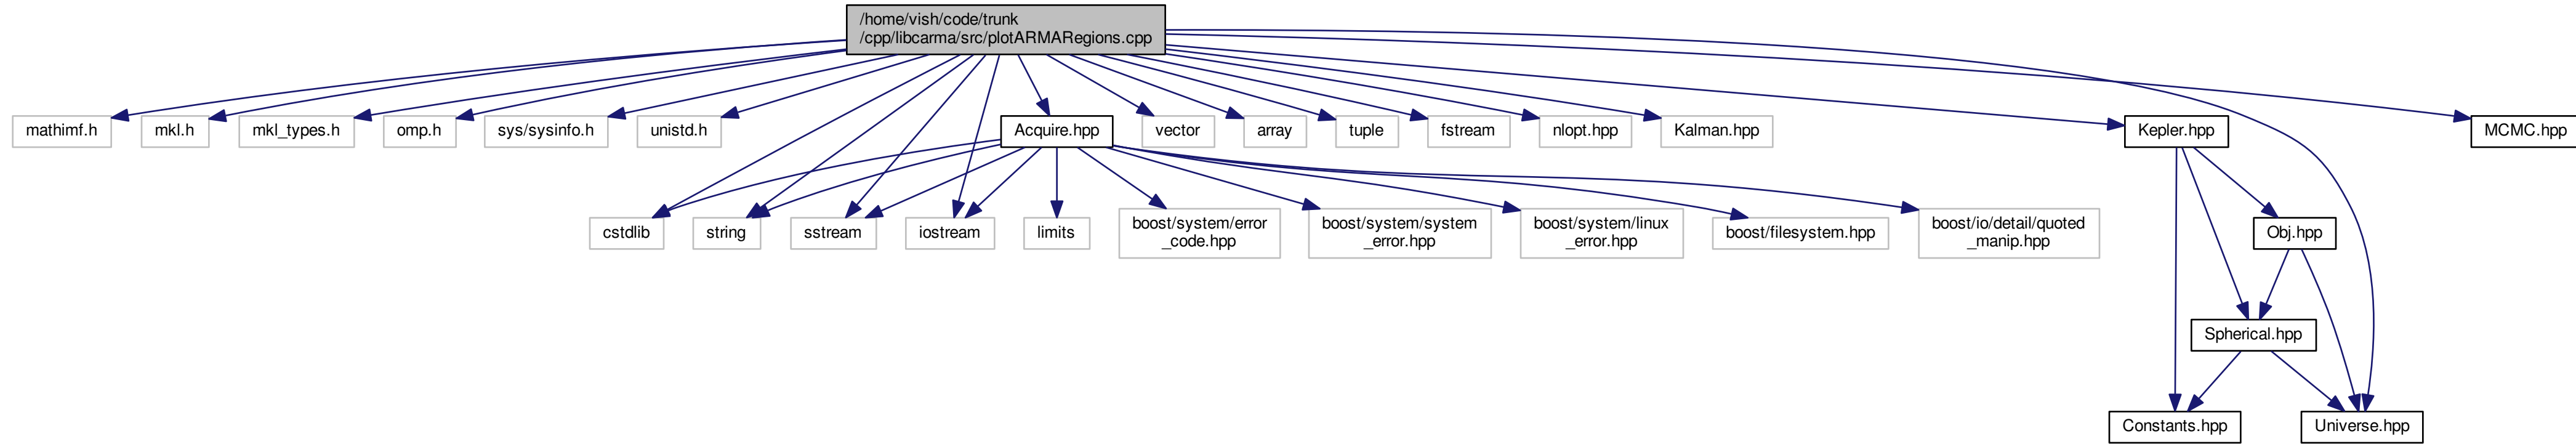 /home/vish/code/trunk
/cpp/libcarma/src/plotARMARegions.cpp
mathimf.h
mkl.h
mkl_types.h
omp.h
sys/sysinfo.h
unistd.h
Acquire.hpp
vector
array
tuple
fstream
nlopt.hpp
Kalman.hpp
Kepler.hpp
MCMC.hpp
cstdlib
string
sstream
iostream
limits
boost/system/error
_code.hpp
boost/system/system
_error.hpp
boost/system/linux
_error.hpp
boost/filesystem.hpp
boost/io/detail/quoted
_manip.hpp
Obj.hpp
Spherical.hpp
Constants.hpp
Universe.hpp